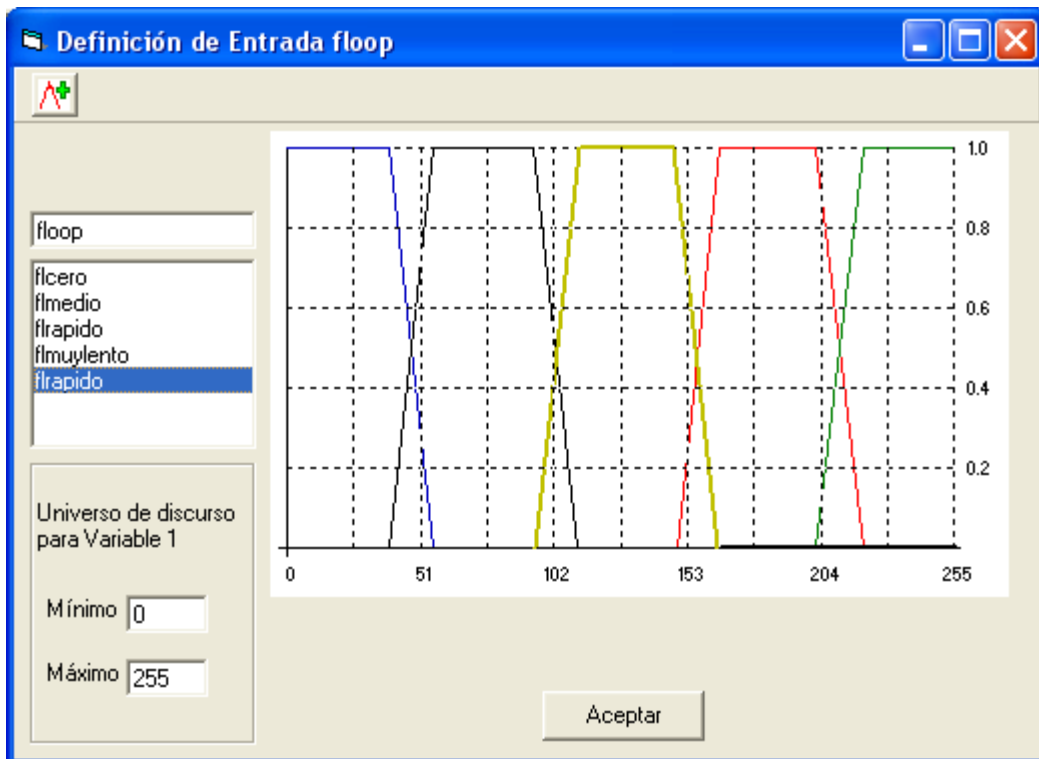 Definición de Entrada floop
floop
flcero
flmedio
flrapido
flmuylento
flrapido
Universo de discurso
para Variable 1
Mínimo 0
Máximo 255
1.0
0.8
0.6
0.4
0.2
0 51 102 153 204 255
Aceptar